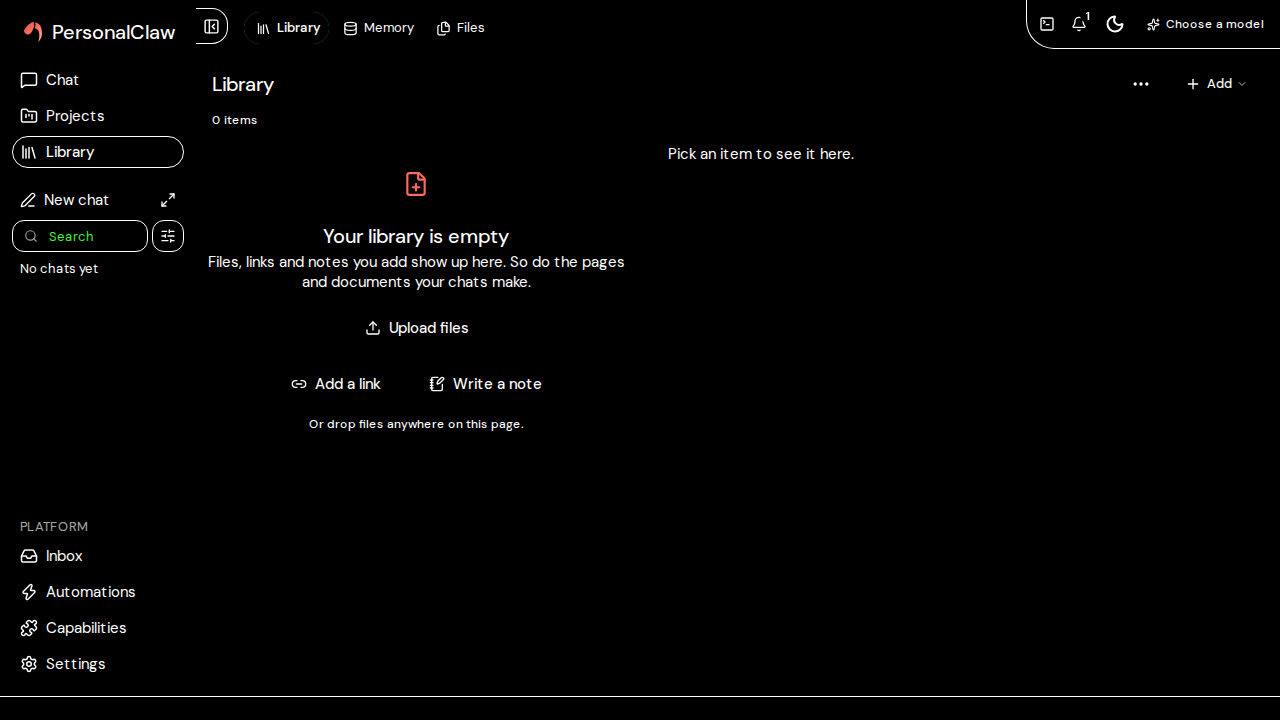 PersonalClaw
Library
Memory
Files
1
Choose a model
Chat
Projects
Library
New chat
Search
No chats yet
Library
Add
0 items
Pick an item to see it here.
Your library is empty
Files, links and notes you add show up here. So do the pages
and documents your chats make.
Upload files
Add a link
Write a note
Or drop files anywhere on this page.
PLATFORM
Inbox
Automations
Capabilities
Settings